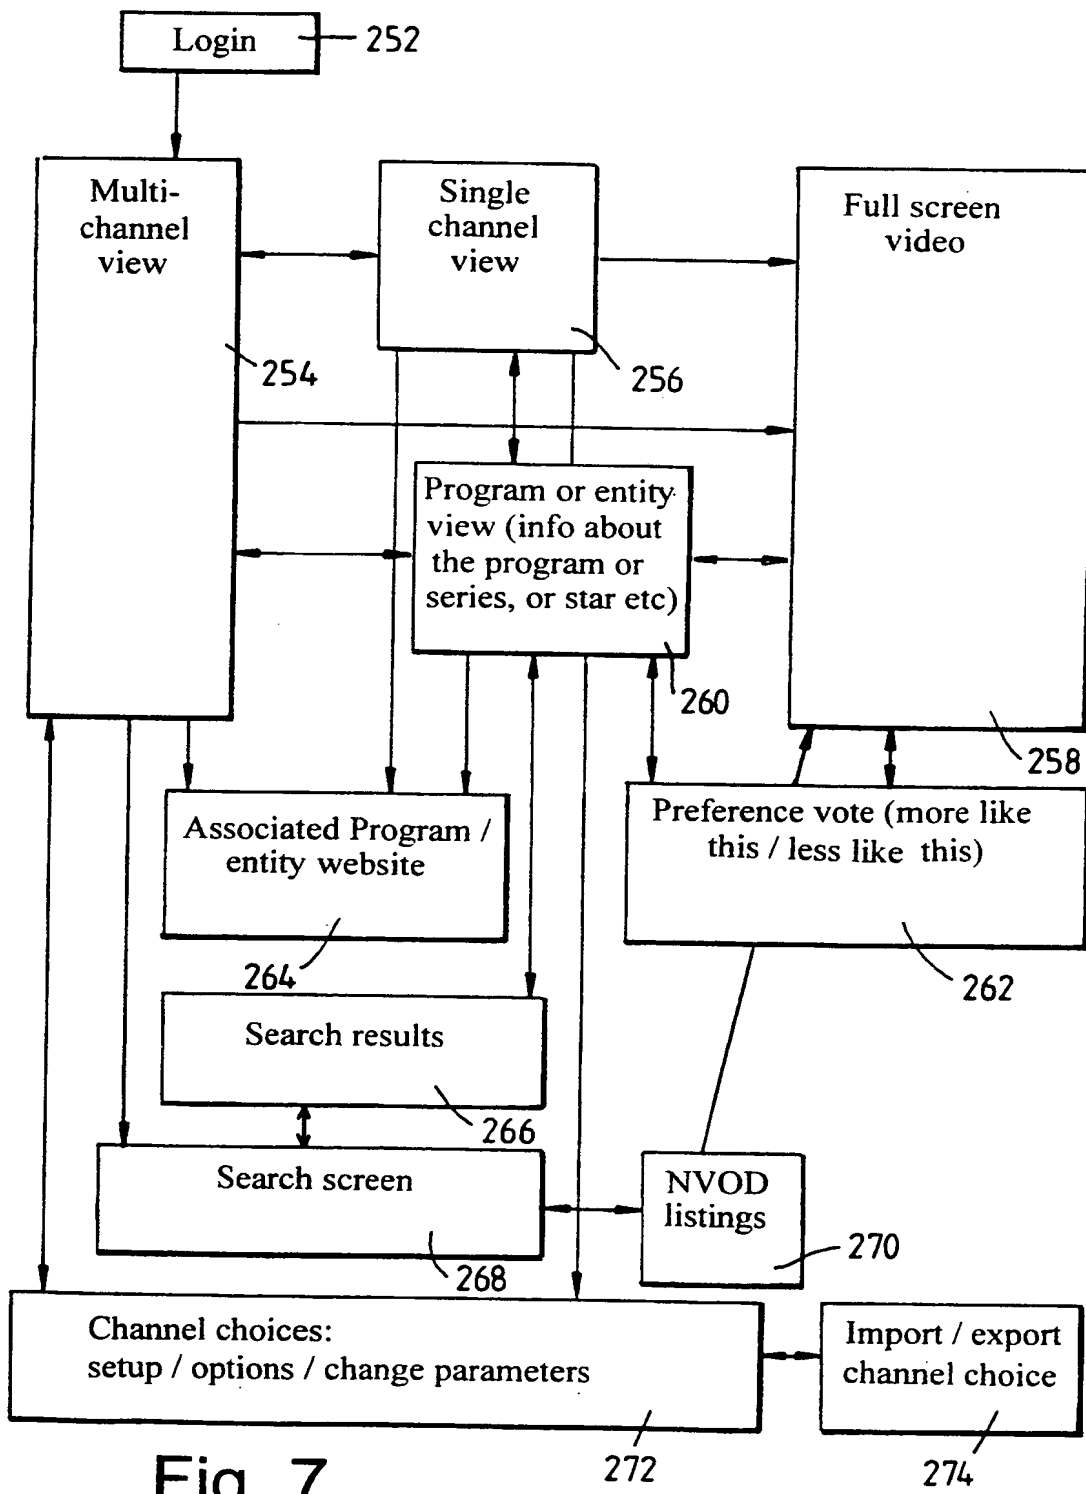 Login
252
Multi-
channel
view
254
Single
channel
view
256
Full screen
video
258
Program or entity
view (info about
the program or
series, or star etc)
260
Associated Program /
entity website
264
Preference vote (more like
this / less like this)
262
Search results
266
Search screen
268
NVOD
listings
270
Channel choices:
setup / options / change parameters
272
Import / export
channel choice
274
Fig. 7